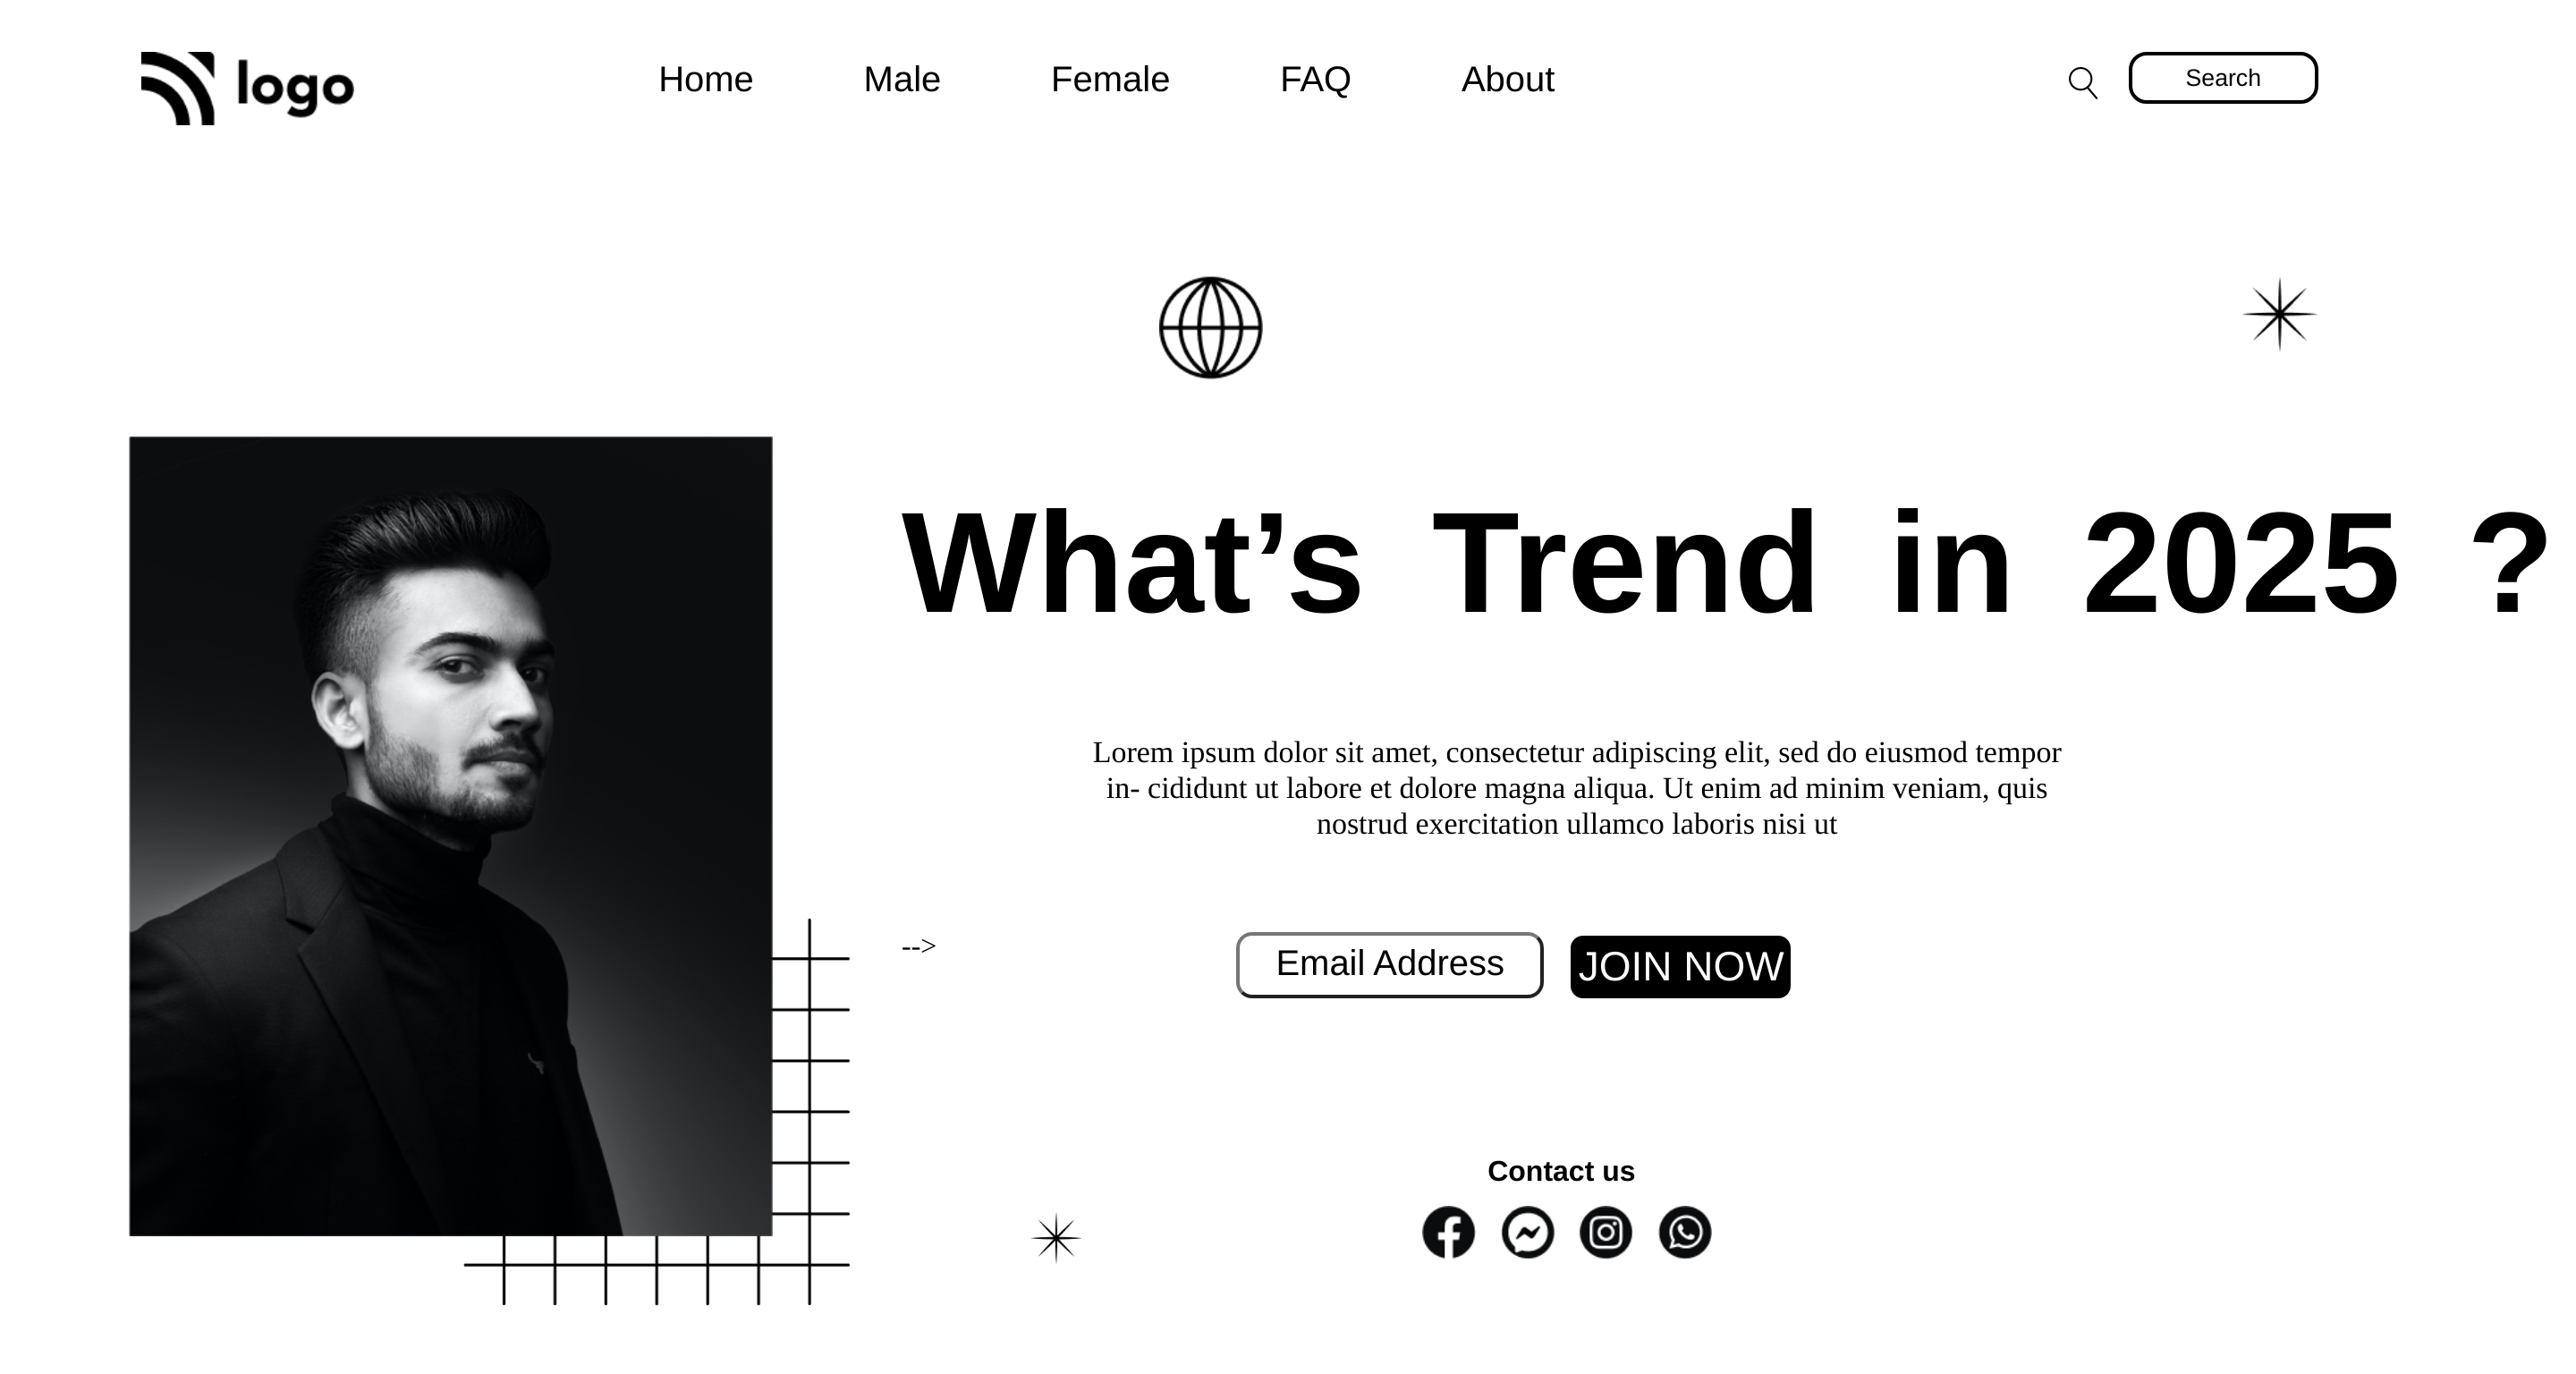 logo
Home Male Female FAQ About
Search
What’s Trend in 2025 ?
Lorem ipsum dolor sit amet, consectetur adipiscing elit, sed do eiusmod tempor
in- cididunt ut labore et dolore magna aliqua. Ut enim ad minim veniam, quis
nostrud exercitation ullamco laboris nisi ut
-->
Email Address
JOIN NOW
Contact us